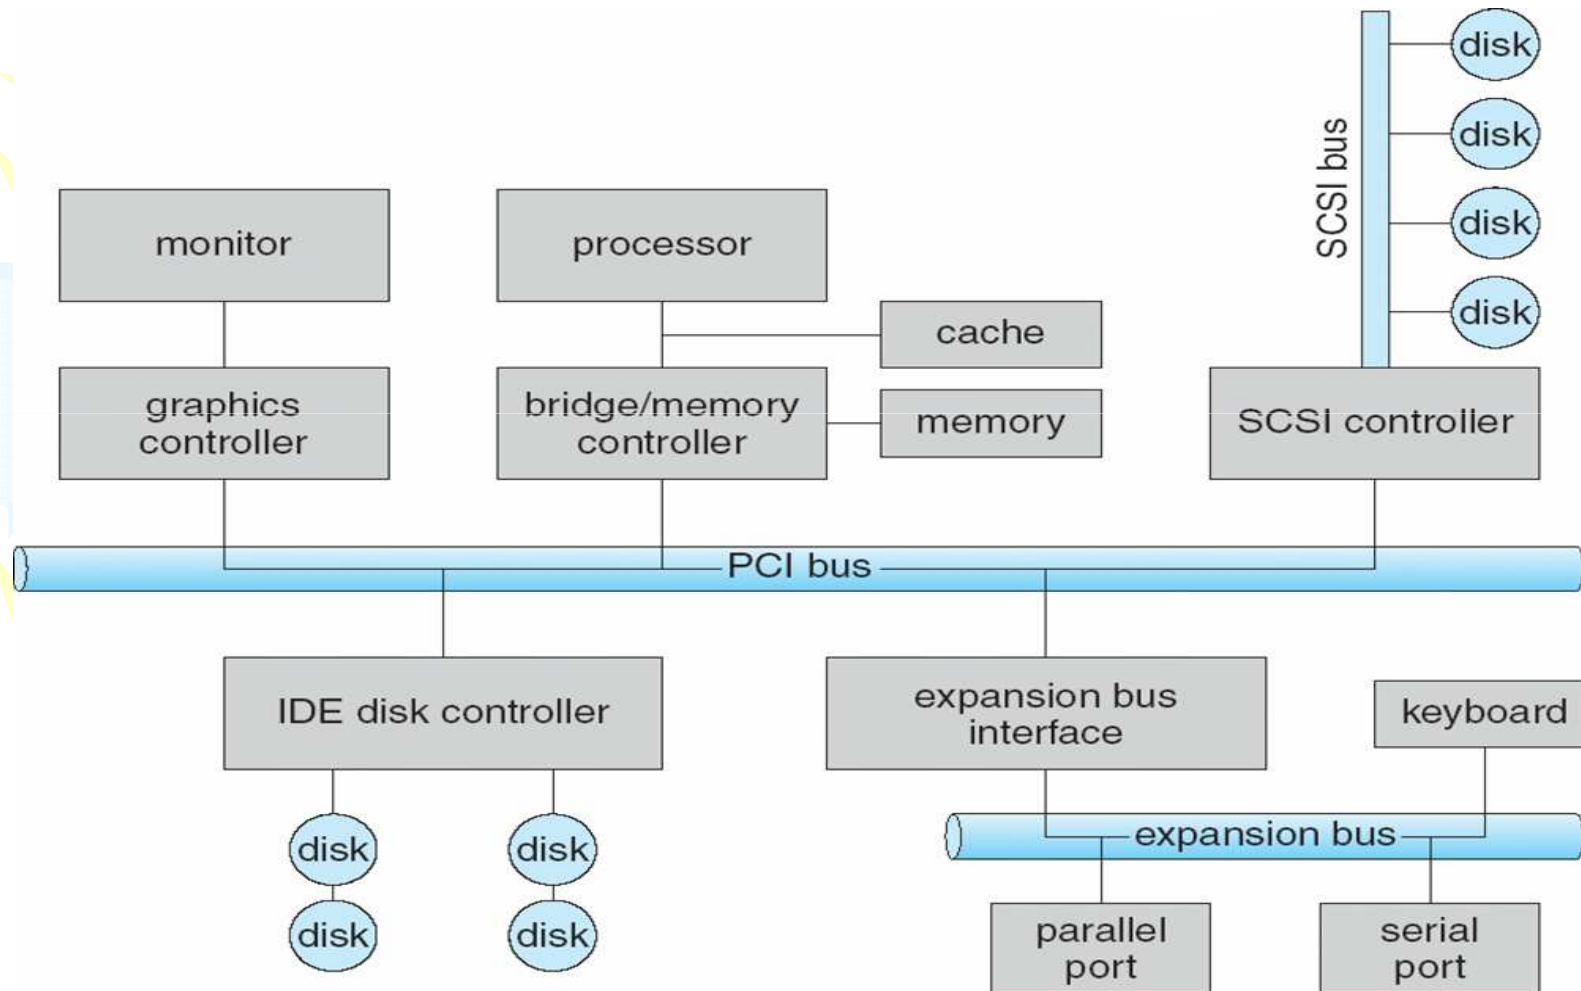 disk
disk
SCSI bus
disk
disk
monitor
processor
cache
graphics
controller
bridge/memory
controller
memory
SCSI controller
PCI bus
IDE disk controller
expansion bus
interface
keyboard
disk
disk
expansion bus
disk
disk
parallel
port
serial
port